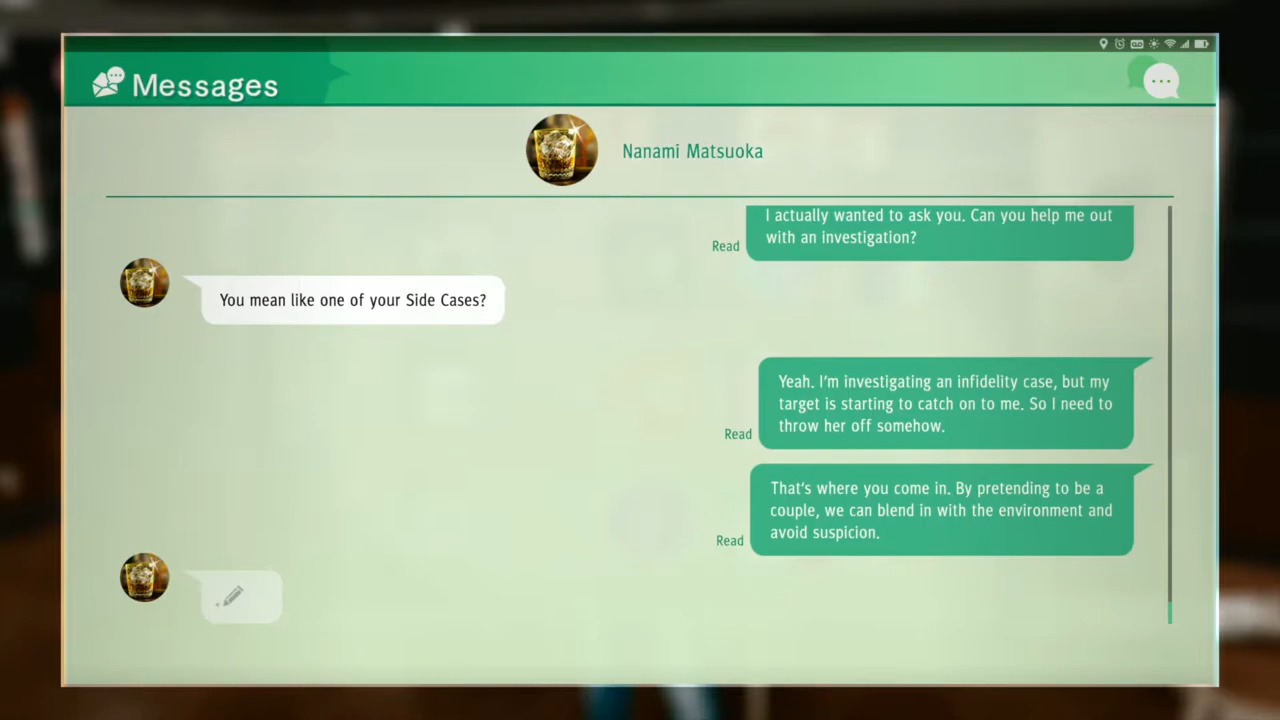 Messages
Nanami Matsuoka
I actually wanted to ask you. Can you help me out
with an investigation?
Read
You mean like one of your Side Cases?
Yeah. I'm investigating an infidelity case, but my
target is starting to catch on to me. So I need to
throw her off somehow.
Read
That's where you come in. By pretending to be a
couple, we can blend in with the environment and
avoid suspicion.
Read